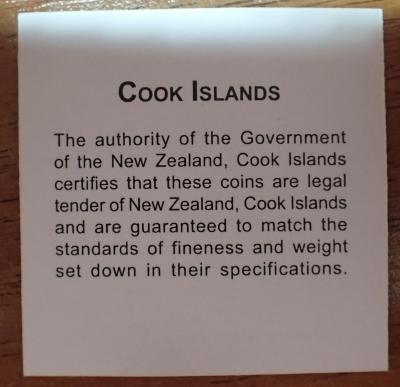 COOK ISLANDS
The authority of the Government
of the New Zealand, Cook Islands
certifies that these coins are legal
tender of New Zealand, Cook Islands
and are guaranteed to match the
standards of fineness and weight
set down in their specifications.